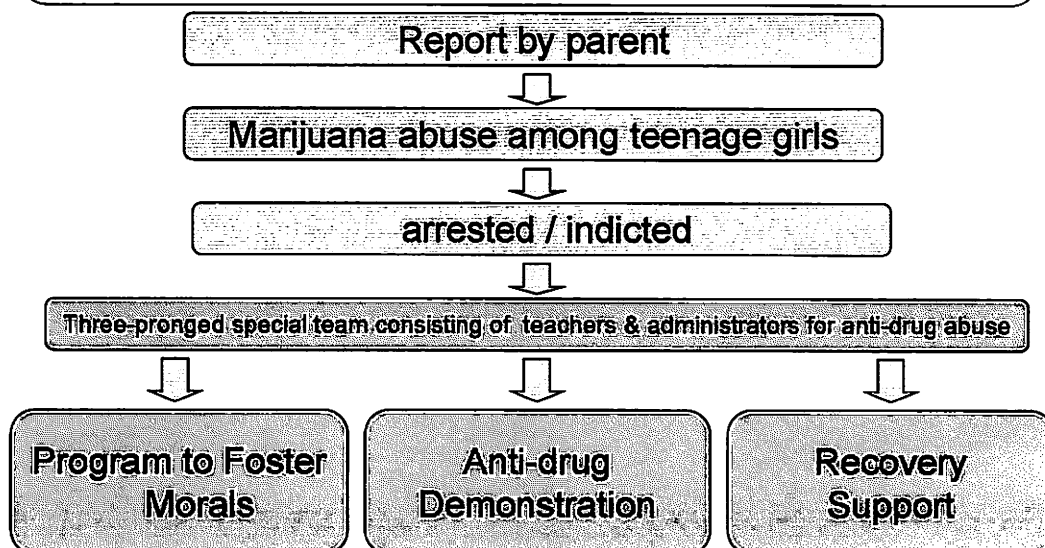 Report by parent
Marijuana abuse among teenage girls
arrested / indicted
Three-pronged special team consisting of teachers & administrators for anti-drug abuse
Program to Foster
Morals
Anti-drug
Demonstration
Recovery
Support